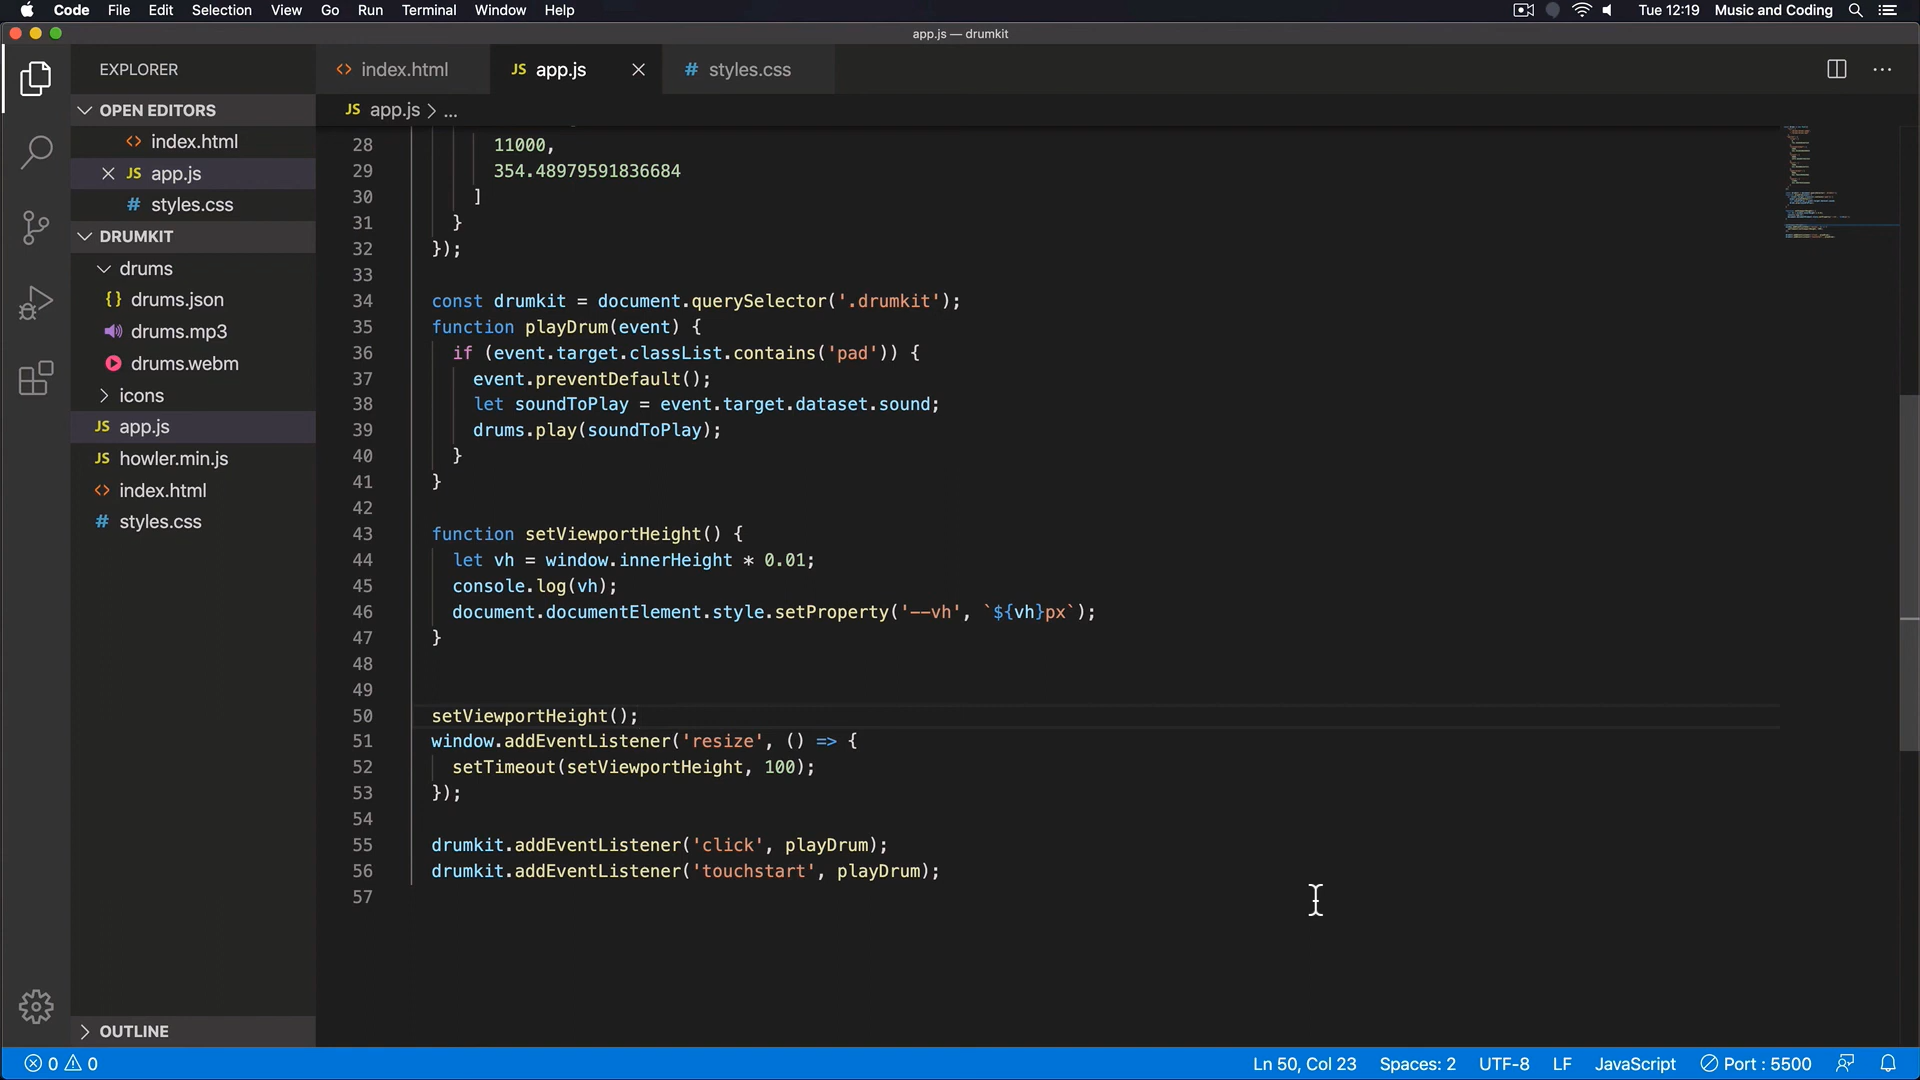 Code File Edit Selection View Go Run Terminal Window Help Tue 12:19 Music and Coding
app.js — drumkit
EXPLORER
index.html
JS app.js
# styles.css
OPEN EDITORS
index.html
JS app.js
# styles.css
DRUMKIT
drums
{} drums.json
drums.mp3
drums.webm
icons
JS app.js
JS howler.min.js
index.html
# styles.css
OUTLINE
JS app.js > ...
28 11000,
29 354.48979591836684
30 ]
31 }
32 });
33
34 const drumkit = document.querySelector('.drumkit');
35 function playDrum(event) {
36 if (event.target.classList.contains('pad')) {
37 event.preventDefault();
38 let soundToPlay = event.target.dataset.sound;
39 drums.play(soundToPlay);
40 }
41 }
42
43 function setViewportHeight() {
44 let vh = window.innerHeight * 0.01;
45 console.log(vh);
46 document.documentElement.style.setProperty('--vh', `${vh}px`);
47 }
48
49
50 setViewportHeight();
51 window.addEventListener('resize', () => {
52 setTimeout(setViewportHeight, 100);
53 });
54
55 drumkit.addEventListener('click', playDrum);
56 drumkit.addEventListener('touchstart', playDrum);
57
0 0 Ln 50, Col 23 Spaces: 2 UTF-8 LF JavaScript Port : 5500